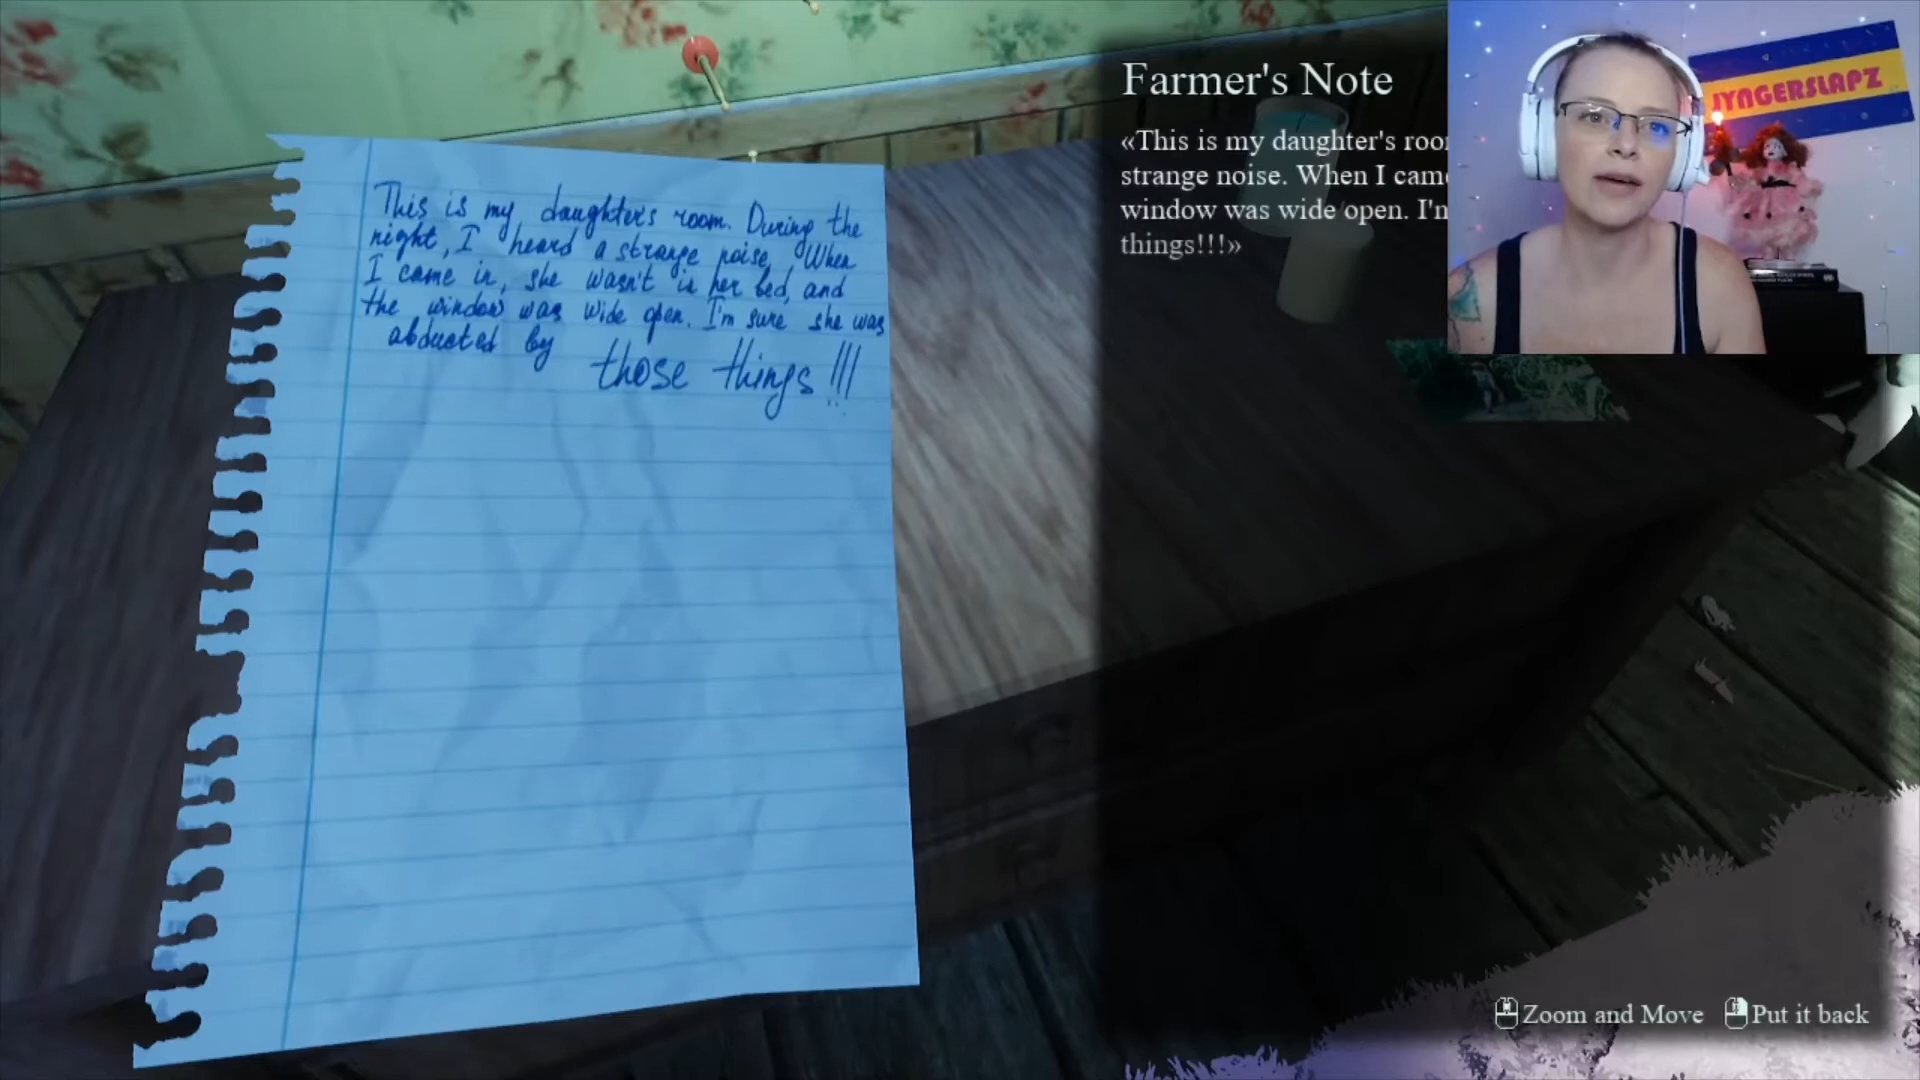 This is my daughter's room. During the
night, I heard a strange noise. When
I came in, she wasn't in her bed, and
the window was wide open. I'm sure she was
abducted by those things!!!
Farmer's Note
«This is my daughter's roo
strange noise. When I came
window was wide open. I'm
things!!!»
JYNGERSLAPZ
Zoom and Move Put it back